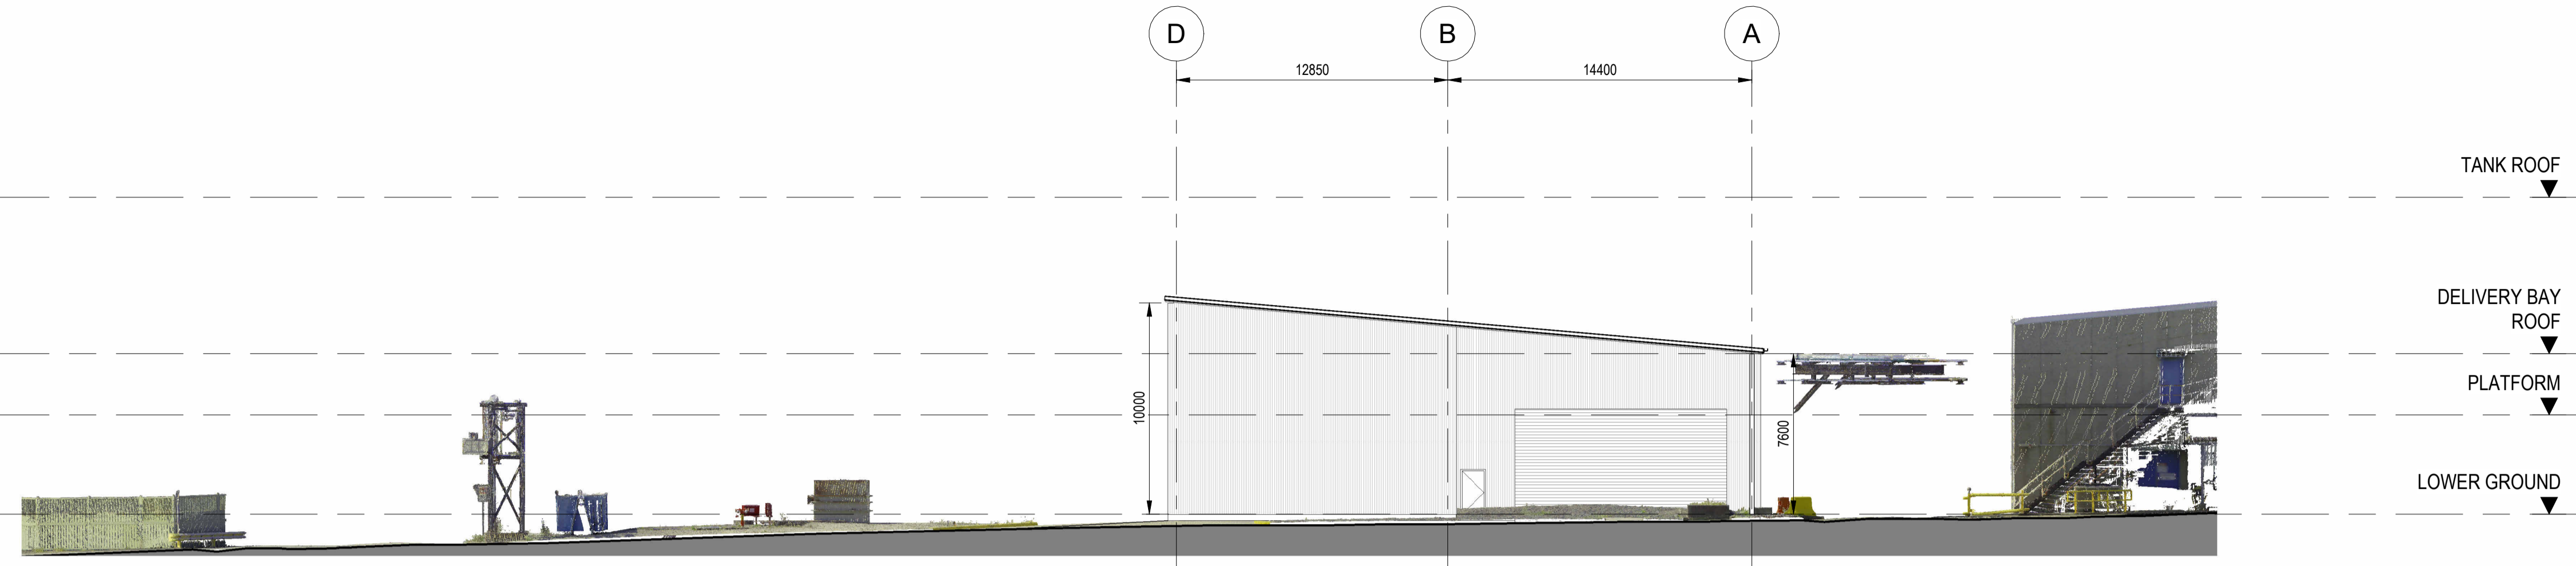 D
B
A
12850
14400
TANK ROOF
DELIVERY BAY
ROOF
PLATFORM
10000
7600
LOWER GROUND